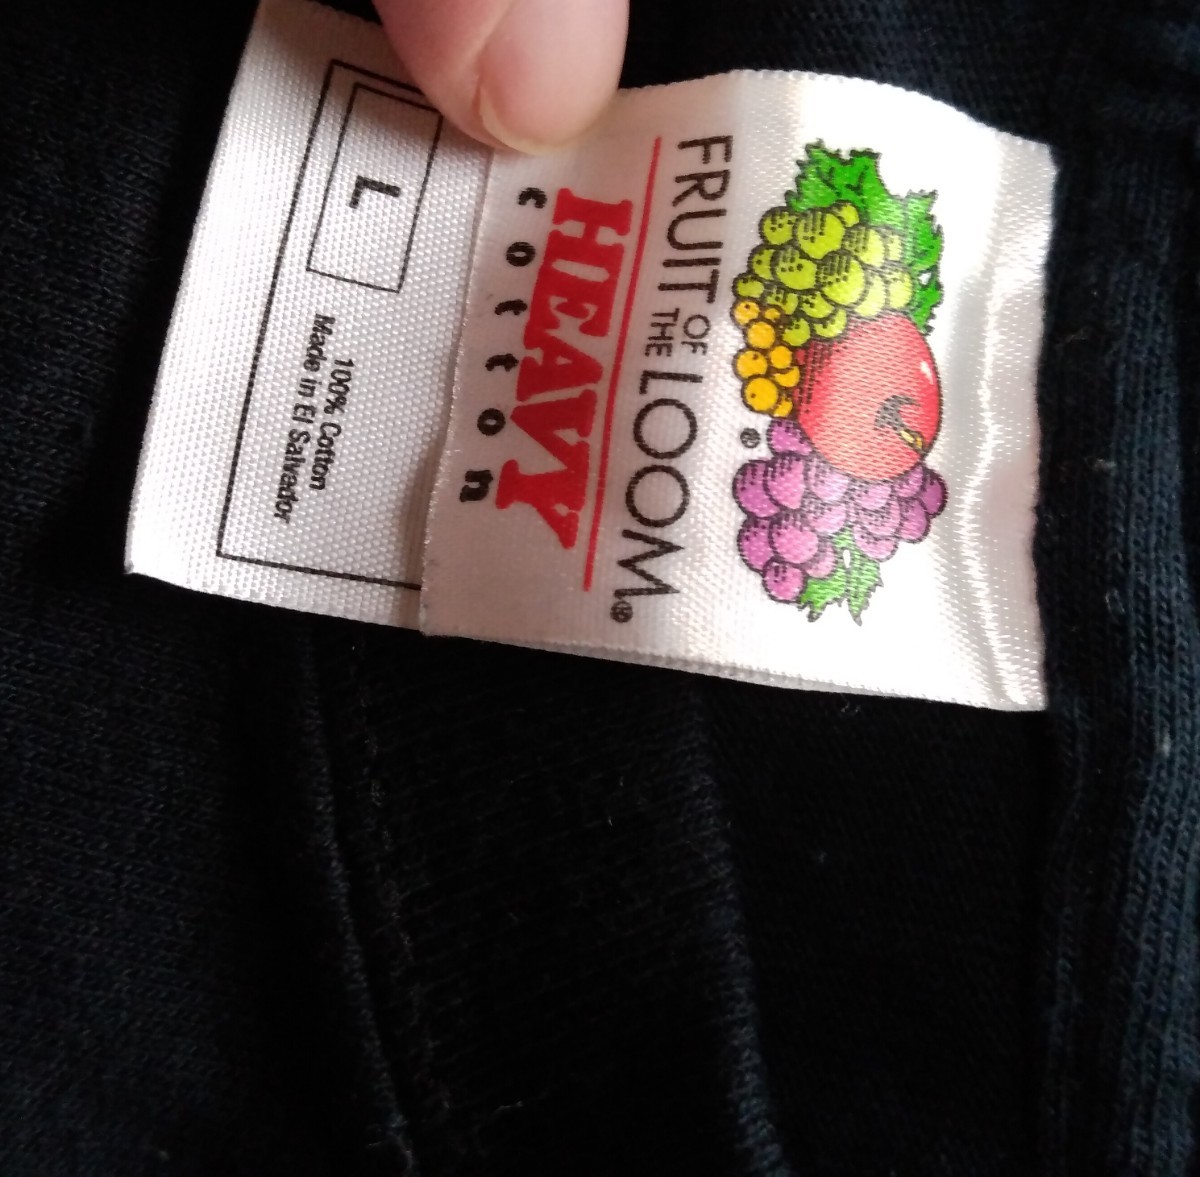 ®
FRUIT OF THE LOOM®
HEAVY
cotton
L
100% Cotton
Made in El Salvador